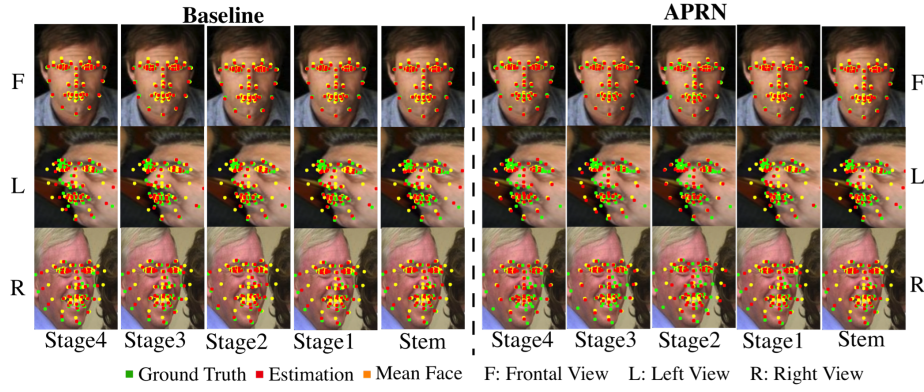 Baseline
APRN
F
F
L
L
R
R
Stage4 Stage3 Stage2 Stage1 Stem
Stage4 Stage3 Stage2 Stage1 Stem
Ground Truth Estimation Mean Face F: Frontal View L: Left View R: Right View